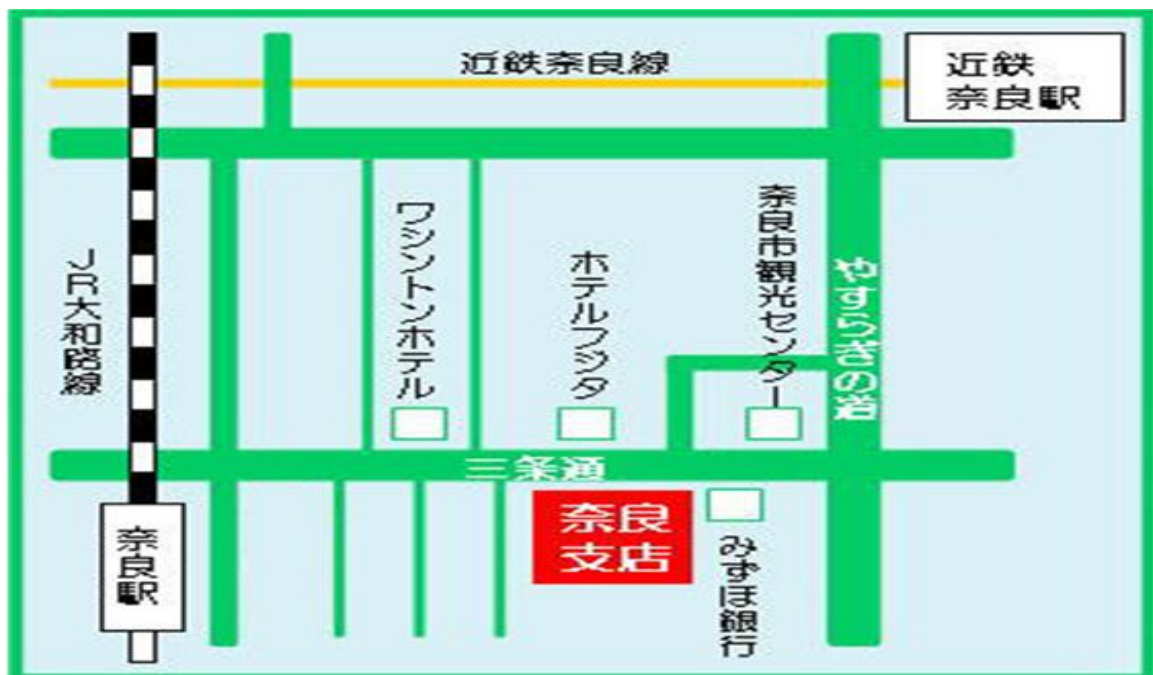 近鉄奈良線
近鉄
奈良駅
JR大和路線
ワシントンホテル
ホテルフジタ
奈良市観光センター
やすらぎの道
三条通
奈良
支店
みずほ銀行
奈良駅